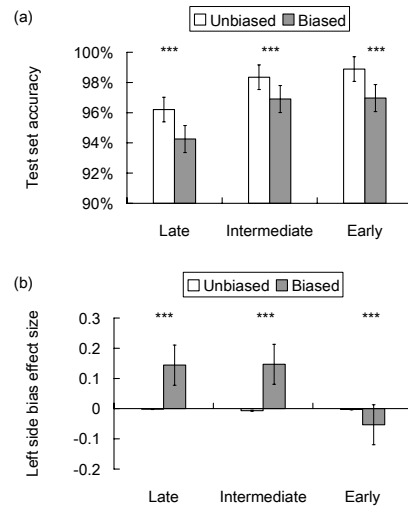 (a)
Unbiased Biased
*** *** ***
100%
98%
96%
94%
92%
90%
Test set accuracy
Late Intermediate Early
(b)
Unbiased Biased
*** *** ***
0.3
0.2
0.1
0
-0.1
-0.2
Left side bias effect size
Late Intermediate Early